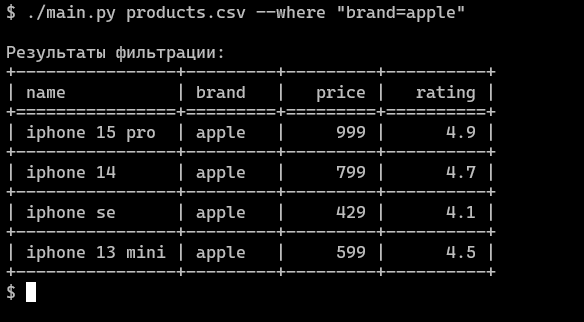 $ ./main.py products.csv --where "brand=apple"
Результаты фильтрации:
+----------------+---------+---------+----------+
| name           | brand   |   price |   rating |
+================+=========+=========+==========+
| iphone 15 pro  | apple   |     999 |      4.9 |
+----------------+---------+---------+----------+
| iphone 14      | apple   |     799 |      4.7 |
+----------------+---------+---------+----------+
| iphone se      | apple   |     429 |      4.1 |
+----------------+---------+---------+----------+
| iphone 13 mini | apple   |     599 |      4.5 |
+----------------+---------+---------+----------+
$